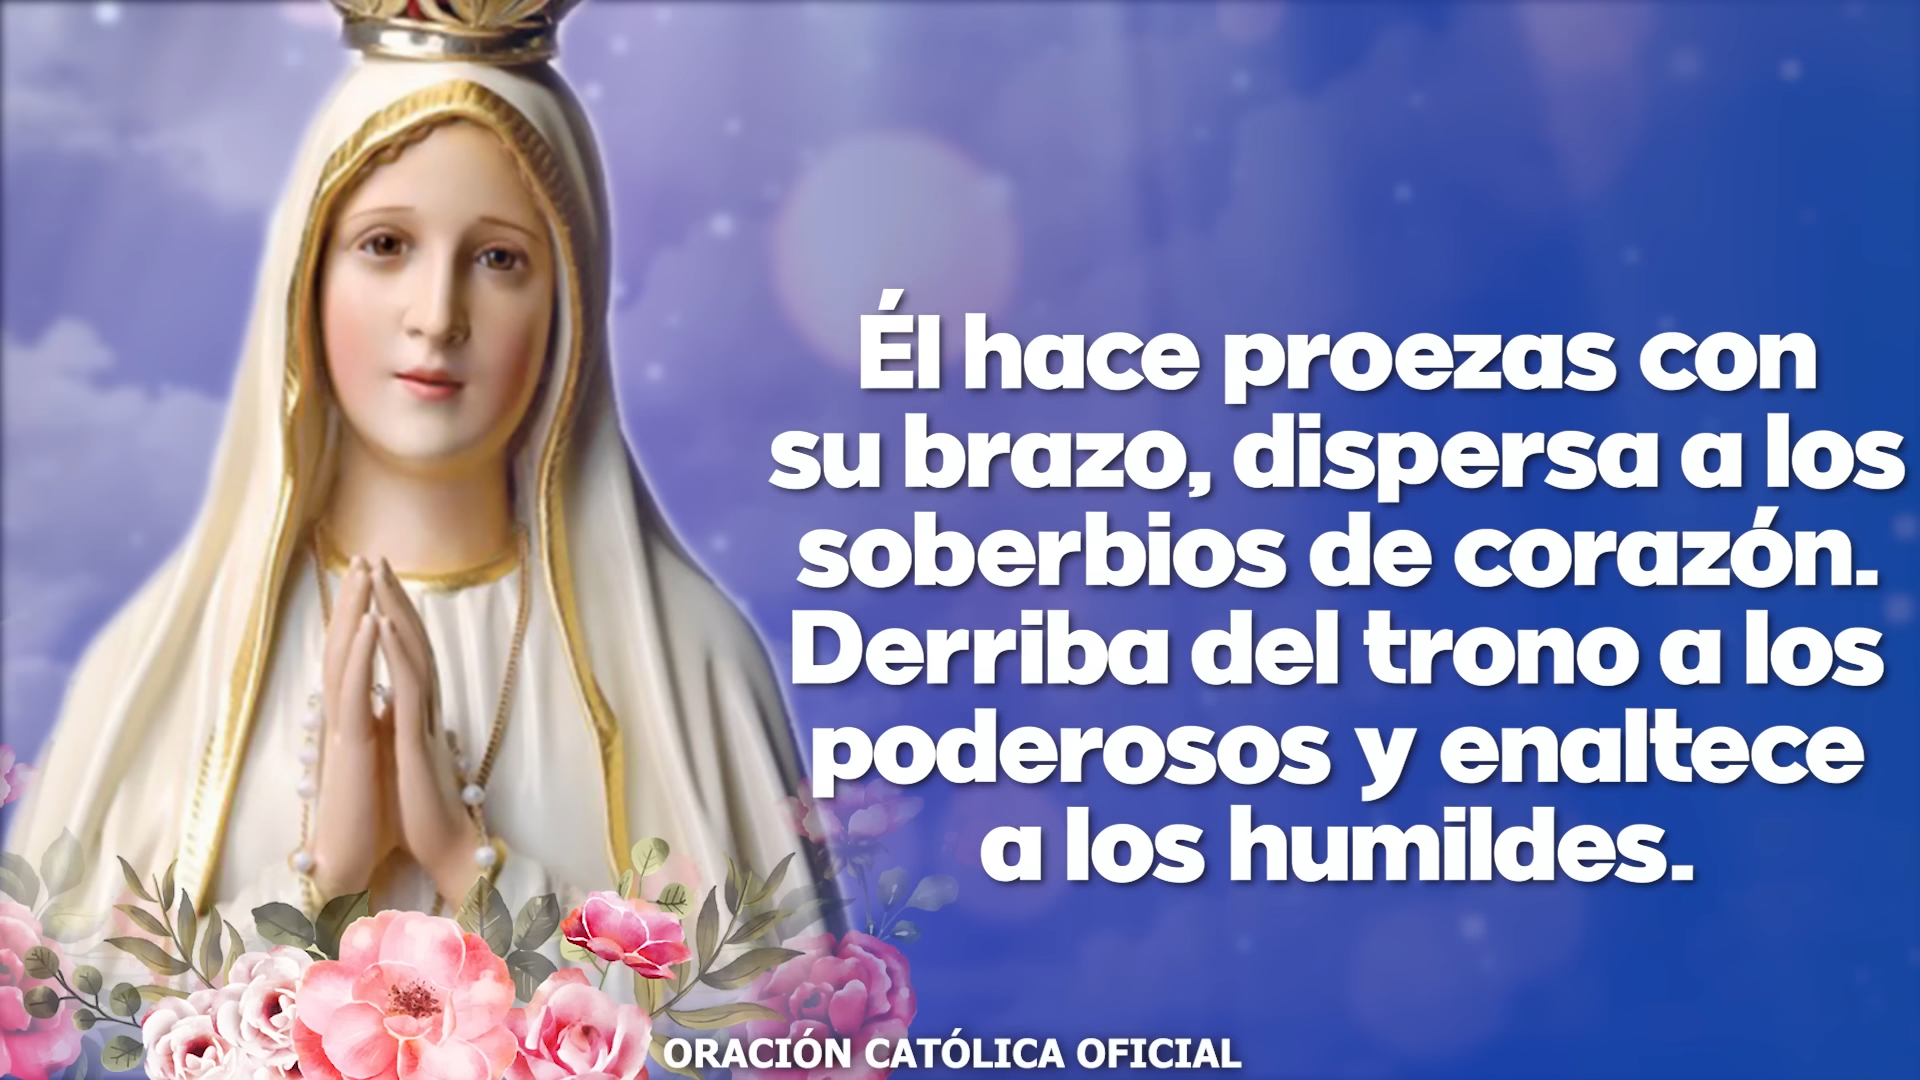 Él hace proezas con
su brazo, dispersa a los
soberbios de corazón.
Derriba del trono a los
poderosos y enaltece
a los humildes.
ORACIÓN CATÓLICA OFICIAL